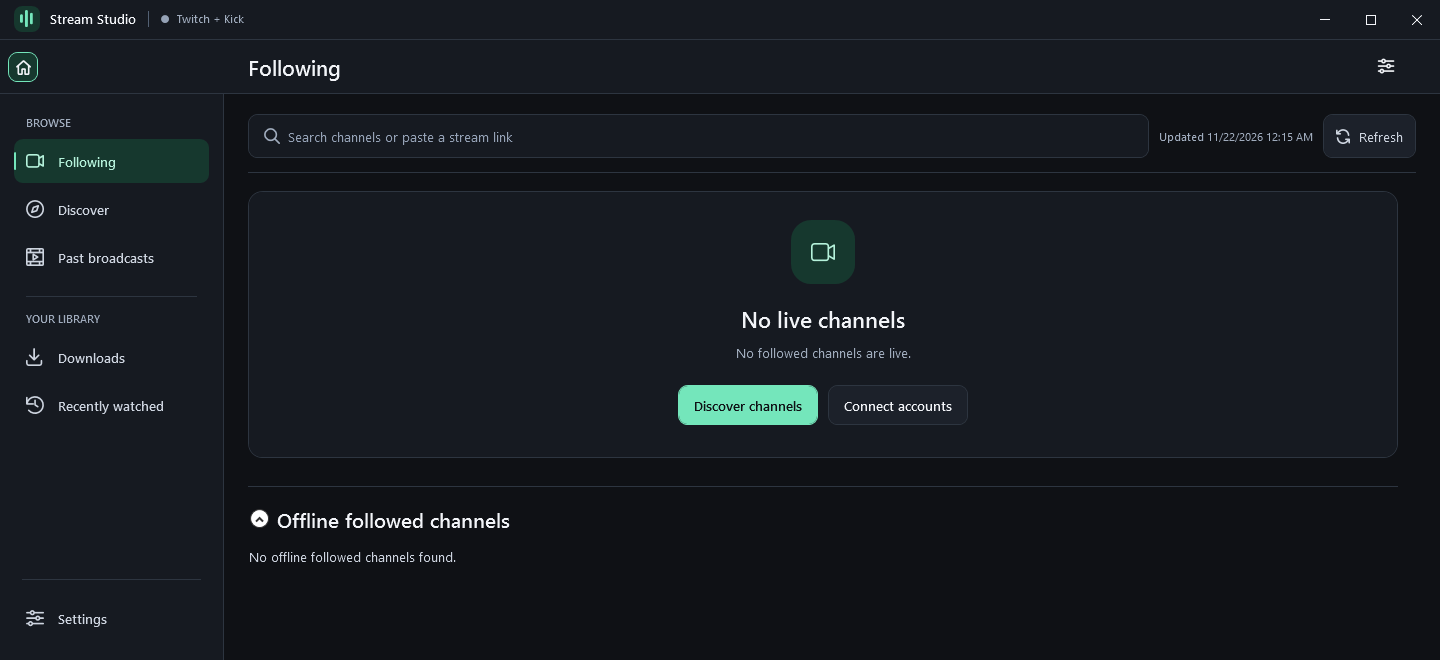 Stream Studio
Twitch + Kick
Following
BROWSE
Following
Discover
Past broadcasts
YOUR LIBRARY
Downloads
Recently watched
Settings
Search channels or paste a stream link
Updated 11/22/2026 12:15 AM
Refresh
No live channels
No followed channels are live.
Discover channels
Connect accounts
Offline followed channels
No offline followed channels found.